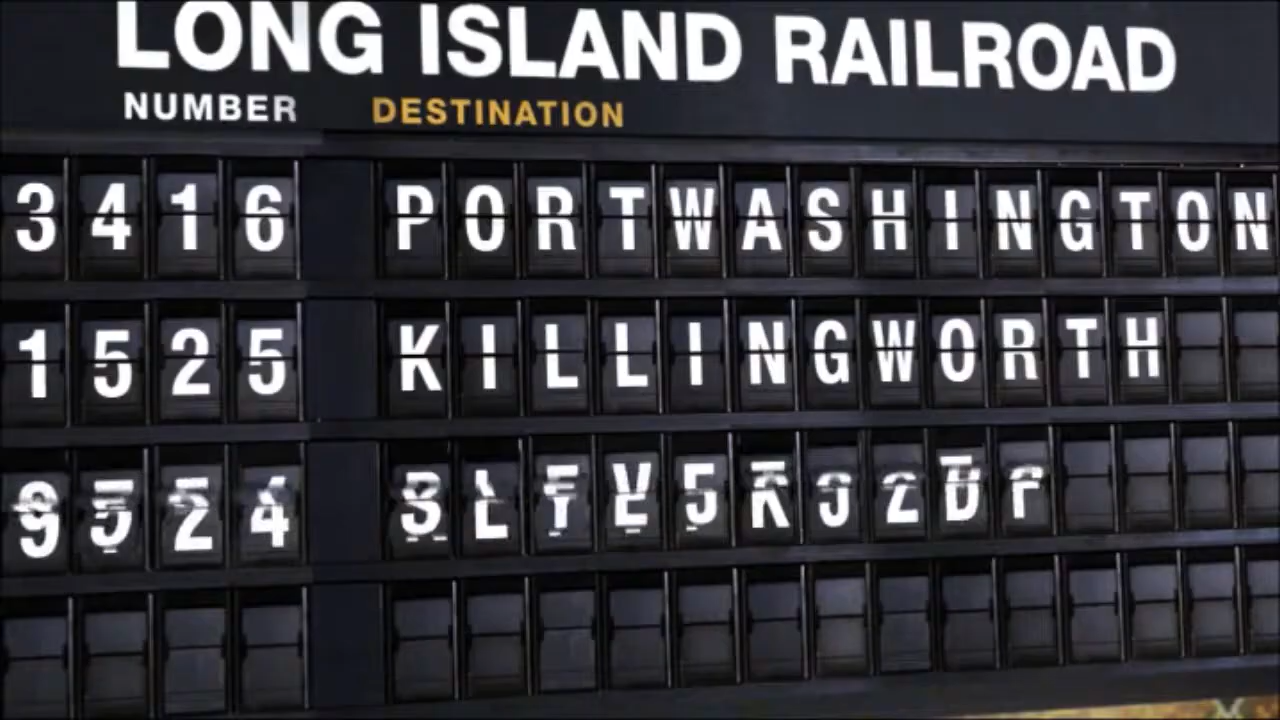 LONG ISLAND RAILROAD
NUMBER DESTINATION
3416 PORTWASHINGTON
1525 KILLINGWORTH